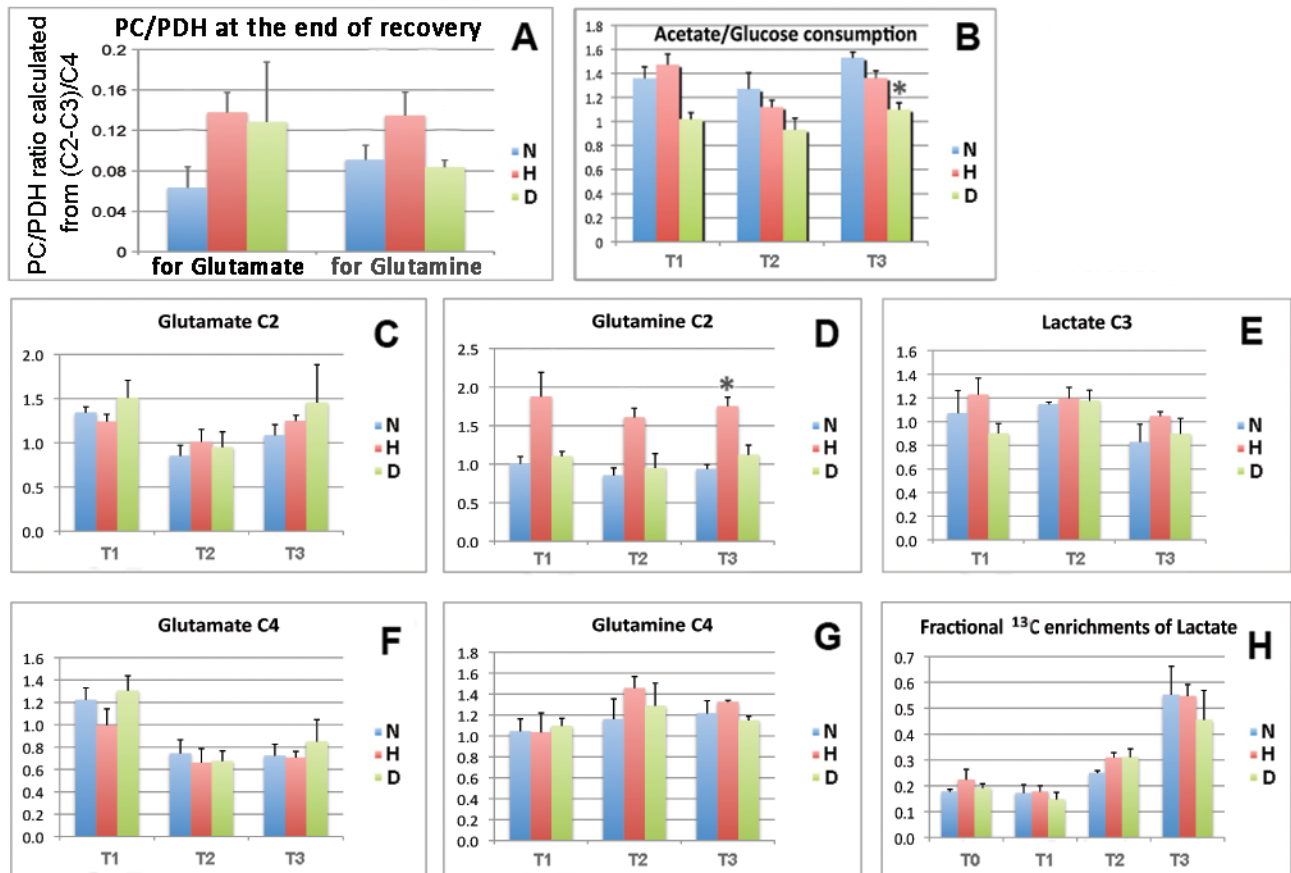 PC/PDH at the end of recovery
A
PC/PDH ratio calculated
from (C2-C3)/C4
0.2
0.16
0.12
0.08
0.04
0
for Glutamate for Glutamine
N
H
D
Acetate/Glucose consumption
B
1.8
1.6
1.4
1.2
1
0.8
0.6
0.4
0.2
0
*
T1 T2 T3
N
H
D
Glutamate C2
C
2.0
1.5
1.0
0.5
0.0
T1 T2 T3
N
H
D
Glutamine C2
D
2.5
2.0
1.5
1.0
0.5
0.0
*
T1 T2 T3
N
H
D
Lactate C3
E
1.6
1.4
1.2
1.0
0.8
0.6
0.4
0.2
0.0
T1 T2 T3
N
H
D
Glutamate C4
F
1.6
1.4
1.2
1.0
0.8
0.6
0.4
0.2
0.0
T1 T2 T3
N
H
D
Glutamine C4
G
1.8
1.6
1.4
1.2
1.0
0.8
0.6
0.4
0.2
0.0
T1 T2 T3
N
H
D
Fractional ¹³C enrichments of Lactate
H
0.7
0.6
0.5
0.4
0.3
0.2
0.1
0.0
T0 T1 T2 T3
N
H
D